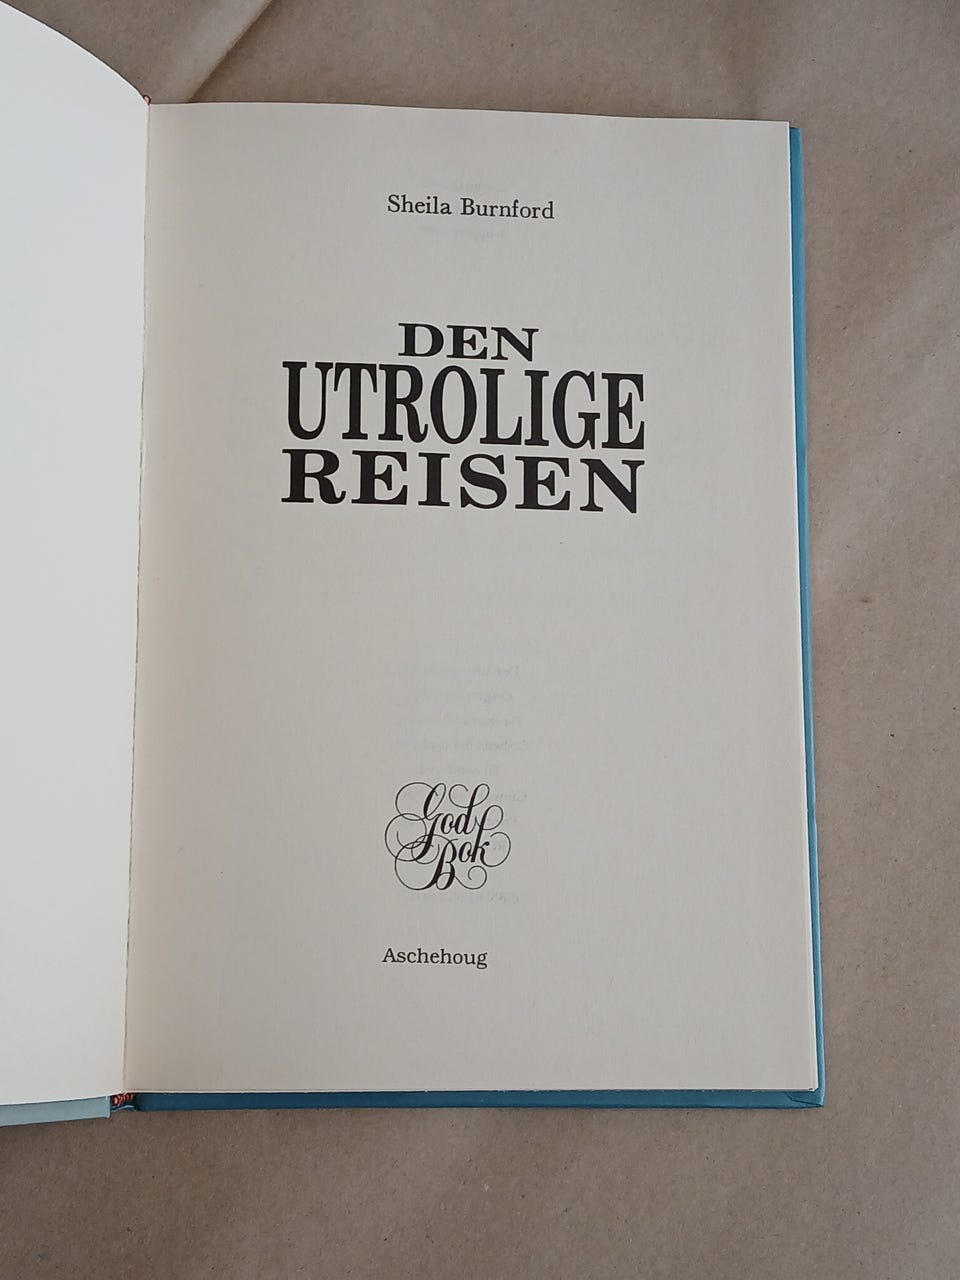 Sheila Burnford
DEN
UTROLIGE
REISEN
God
Bok
Aschehoug